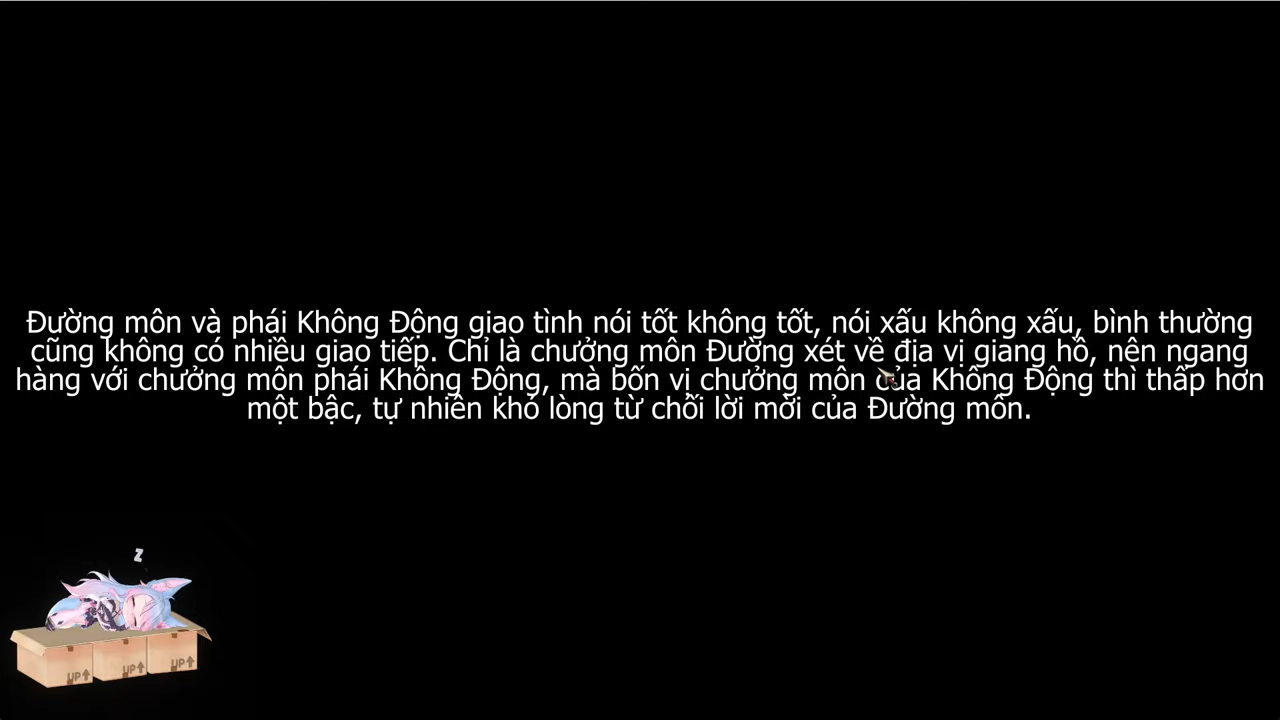 Đường môn và phái Không Động giao tình nói tốt không tốt, nói xấu không xấu, bình thường
cũng không có nhiều giao tiếp. Chỉ là chưởng môn Đường xét về địa vị giang hồ, nên ngang
hàng với chưởng môn phái Không Động, mà bốn vị chưởng môn của Không Động thì thấp hơn
một bậc, tự nhiên khó lòng từ chối lời mời của Đường môn.
Z
UP UP UP